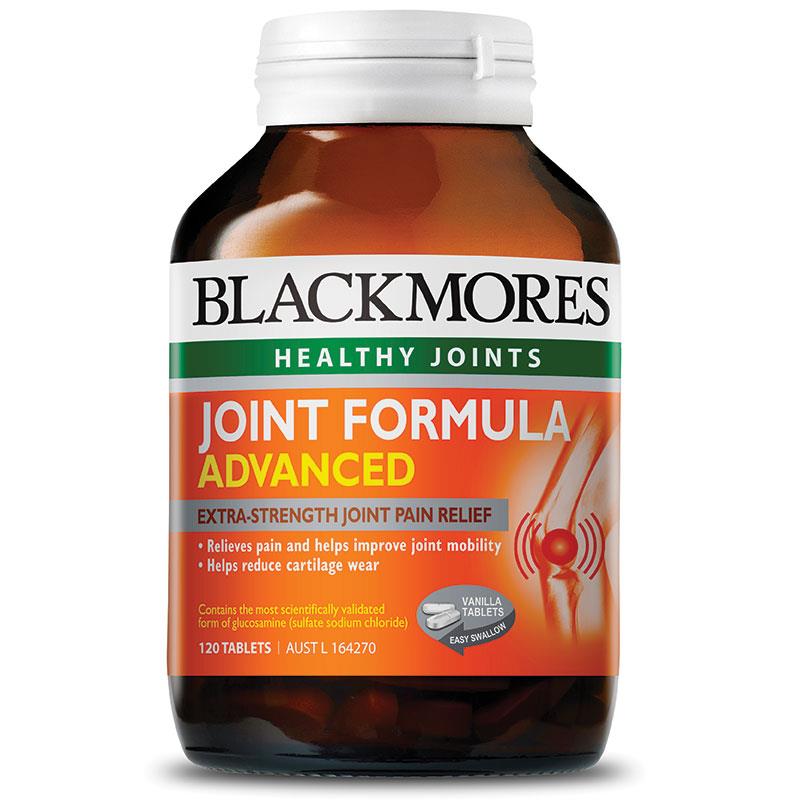 BLACKMORES
HEALTHY JOINTS
JOINT FORMULA
ADVANCED
EXTRA-STRENGTH JOINT PAIN RELIEF
• Relieves pain and helps improve joint mobility
• Helps reduce cartilage wear
Contains the most scientifically validated
form of glucosamine (sulfate sodium chloride)
120 TABLETS | AUST L 164270
VANILLA
TABLETS
EASY SWALLOW